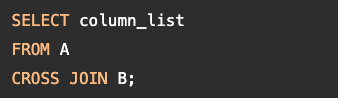 SELECT column_list
FROM A
CROSS JOIN B;